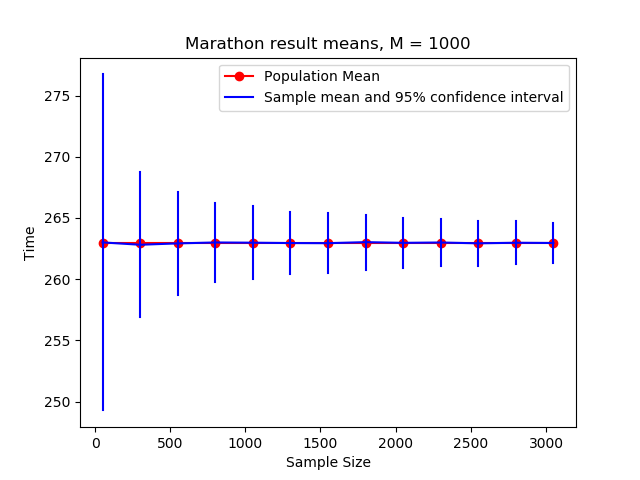 Marathon result means, M = 1000
Population Mean
Sample mean and 95% confidence interval
Time
275
270
265
260
255
250
0 500 1000 1500 2000 2500 3000
Sample Size